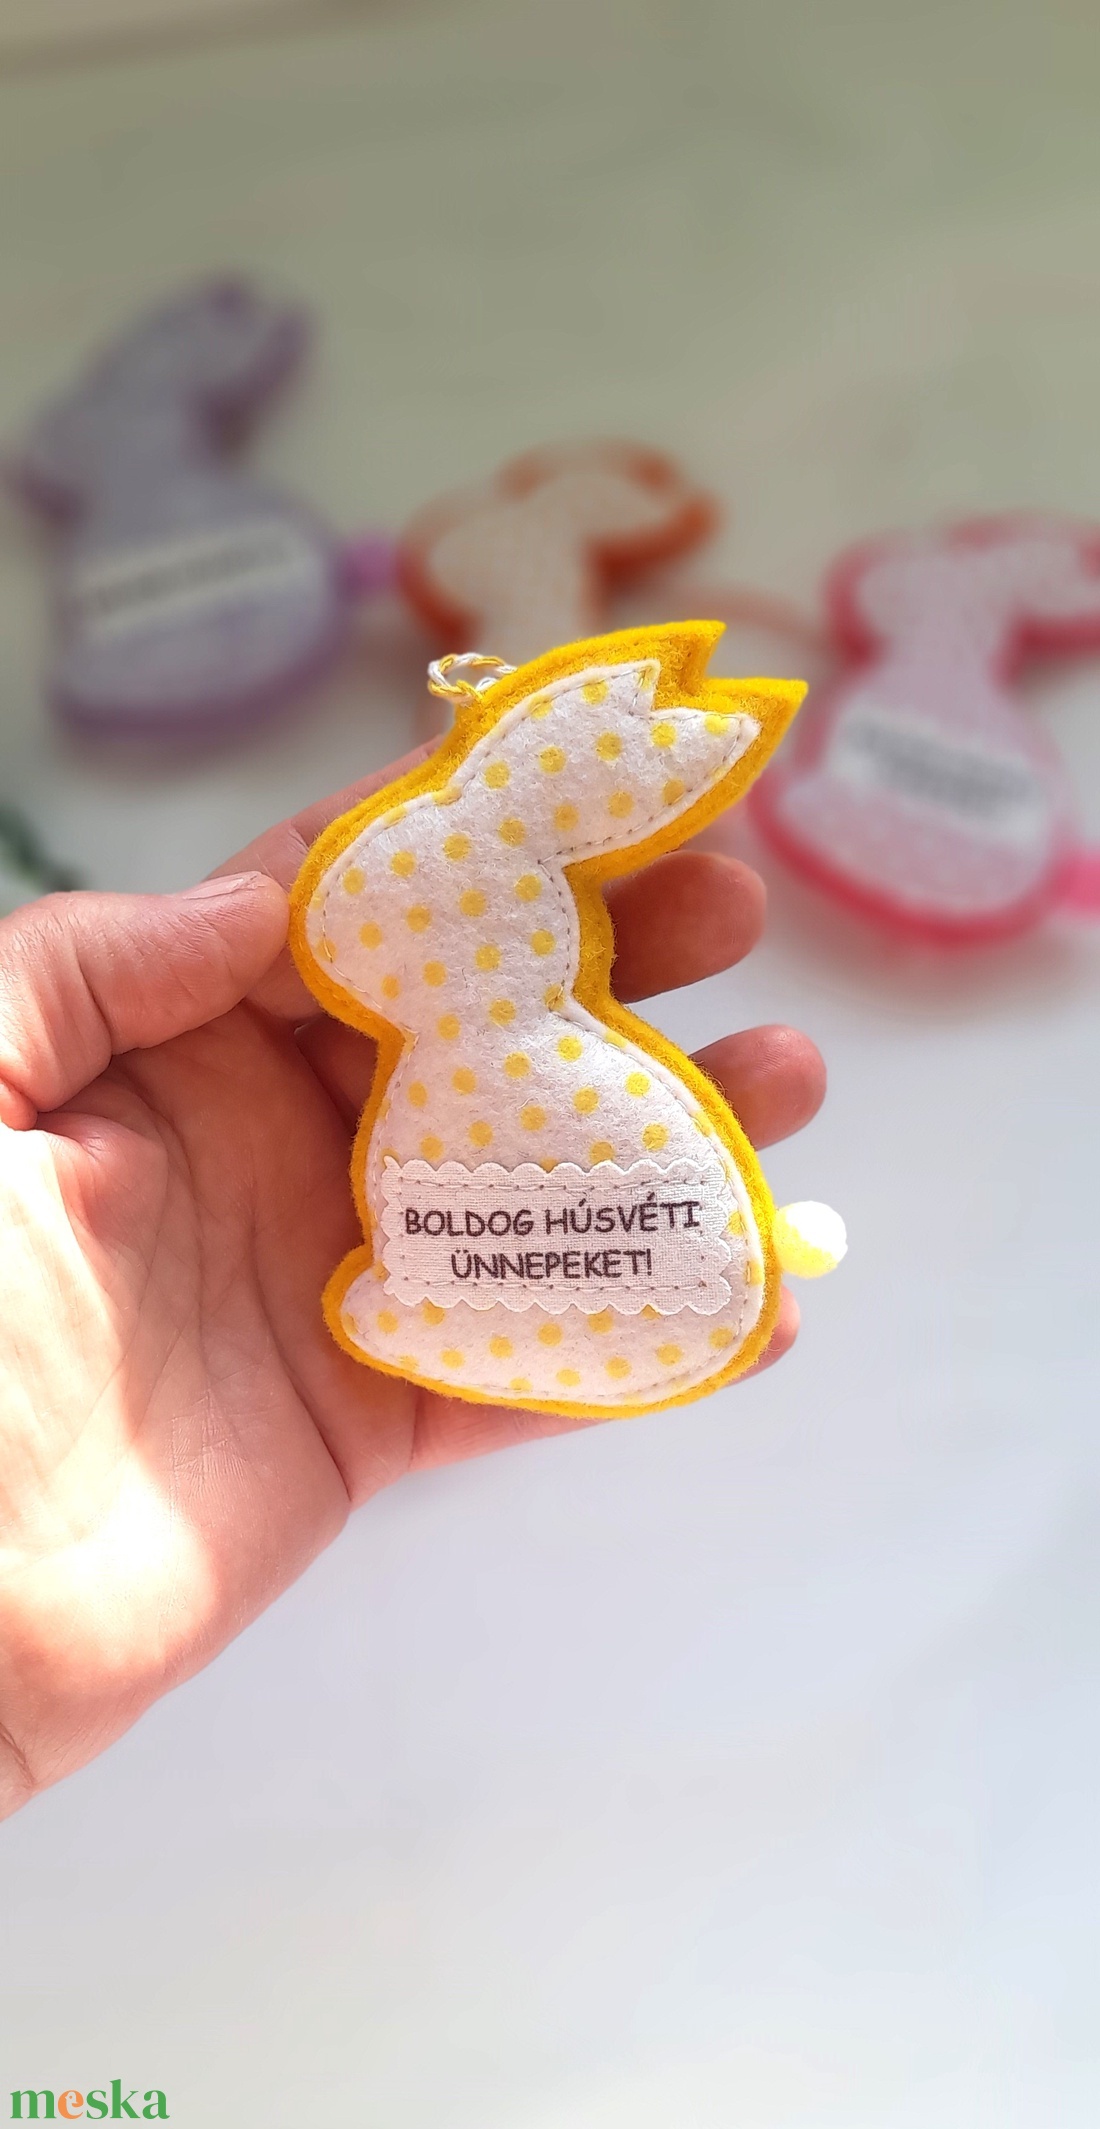 BOLDOG HÚSVÉTI
ÜNNEPEKET!
meska